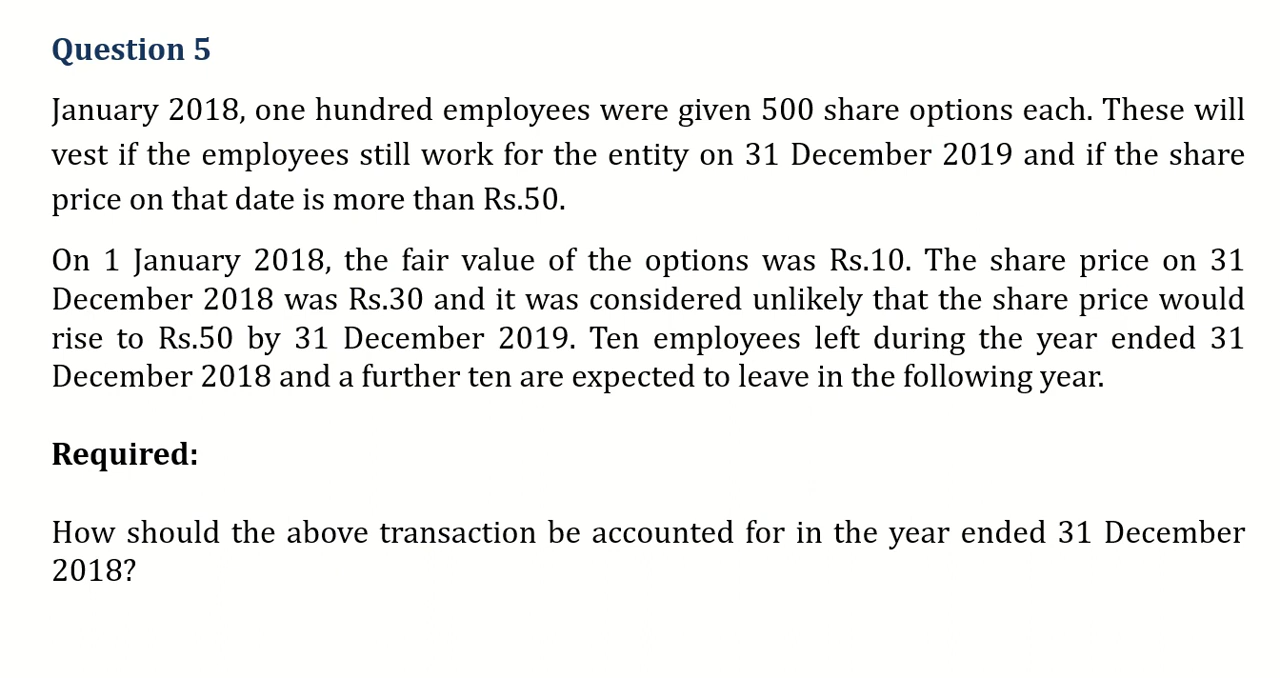 Question 5
January 2018, one hundred employees were given 500 share options each. These will
vest if the employees still work for the entity on 31 December 2019 and if the share
price on that date is more than Rs.50.
On 1 January 2018, the fair value of the options was Rs.10. The share price on 31
December 2018 was Rs.30 and it was considered unlikely that the share price would
rise to Rs.50 by 31 December 2019. Ten employees left during the year ended 31
December 2018 and a further ten are expected to leave in the following year.
Required:
How should the above transaction be accounted for in the year ended 31 December
2018?